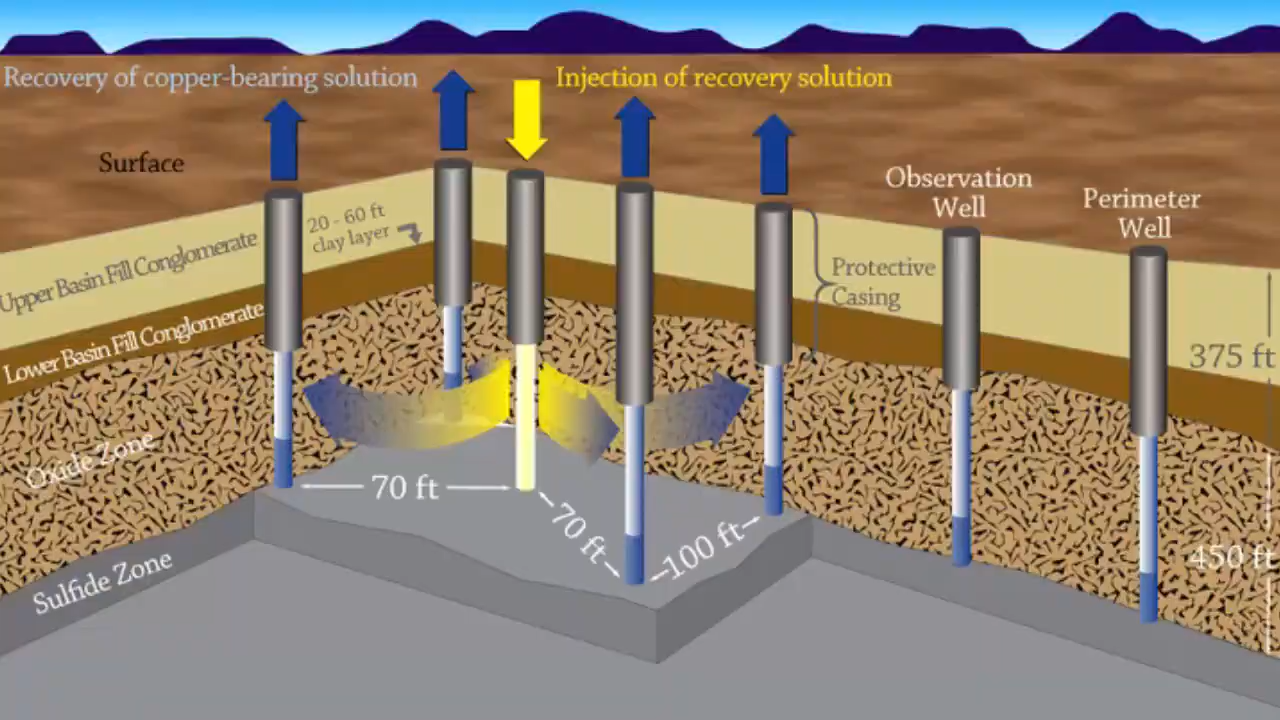 Recovery of copper-bearing solution
Injection of recovery solution
Surface
Observation
Well
Perimeter
Well
20 - 60 ft
clay layer
Upper Basin Fill Conglomerate
Protective
Casing
Lower Basin Fill Conglomerate
375 ft
Oxide Zone
70 ft
70 ft
100 ft
450 ft
Sulfide Zone